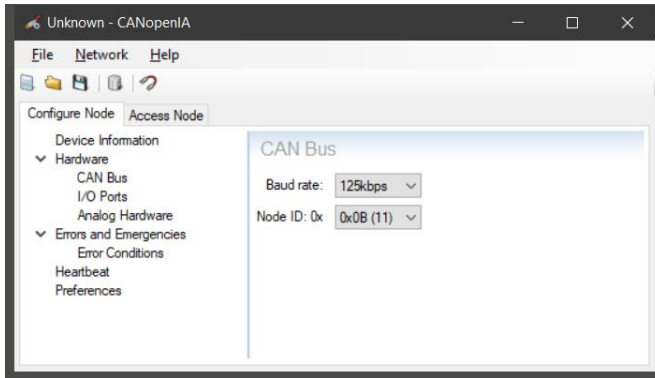 Unknown - CANopenIA
File Network Help
Configure Node Access Node
Device Information
Hardware
CAN Bus
I/O Ports
Analog Hardware
Errors and Emergencies
Error Conditions
Heartbeat
Preferences
CAN Bus
Baud rate: 125kbps
Node ID: 0x 0x0B (11)